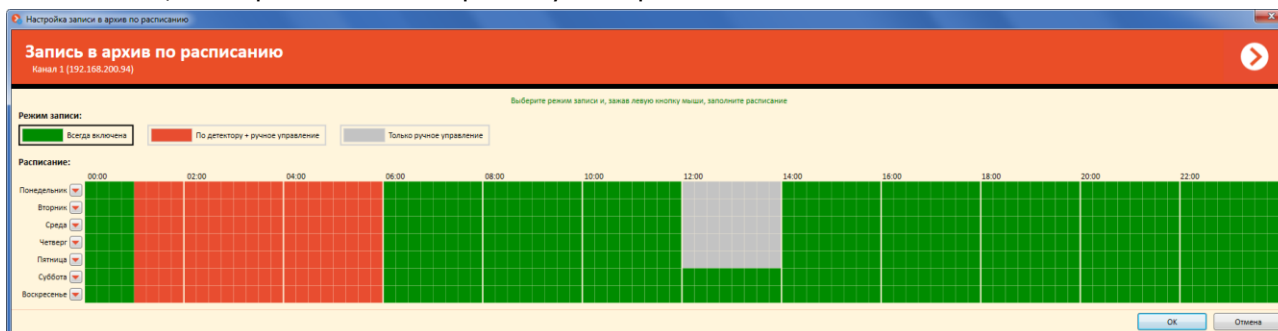 Настройка записи в архив по расписанию
Запись в архив по расписанию
Канал 1 (192.168.200.94)
Выберите режим записи и, зажав левую кнопку мыши, заполните расписание
Режим записи:
Всегда включена По детектору + ручное управление Только ручное управление
Расписание:
00:00 02:00 04:00 06:00 08:00 10:00 12:00 14:00 16:00 18:00 20:00 22:00
Понедельник
Вторник
Среда
Четверг
Пятница
Суббота
Воскресенье
OK Отмена